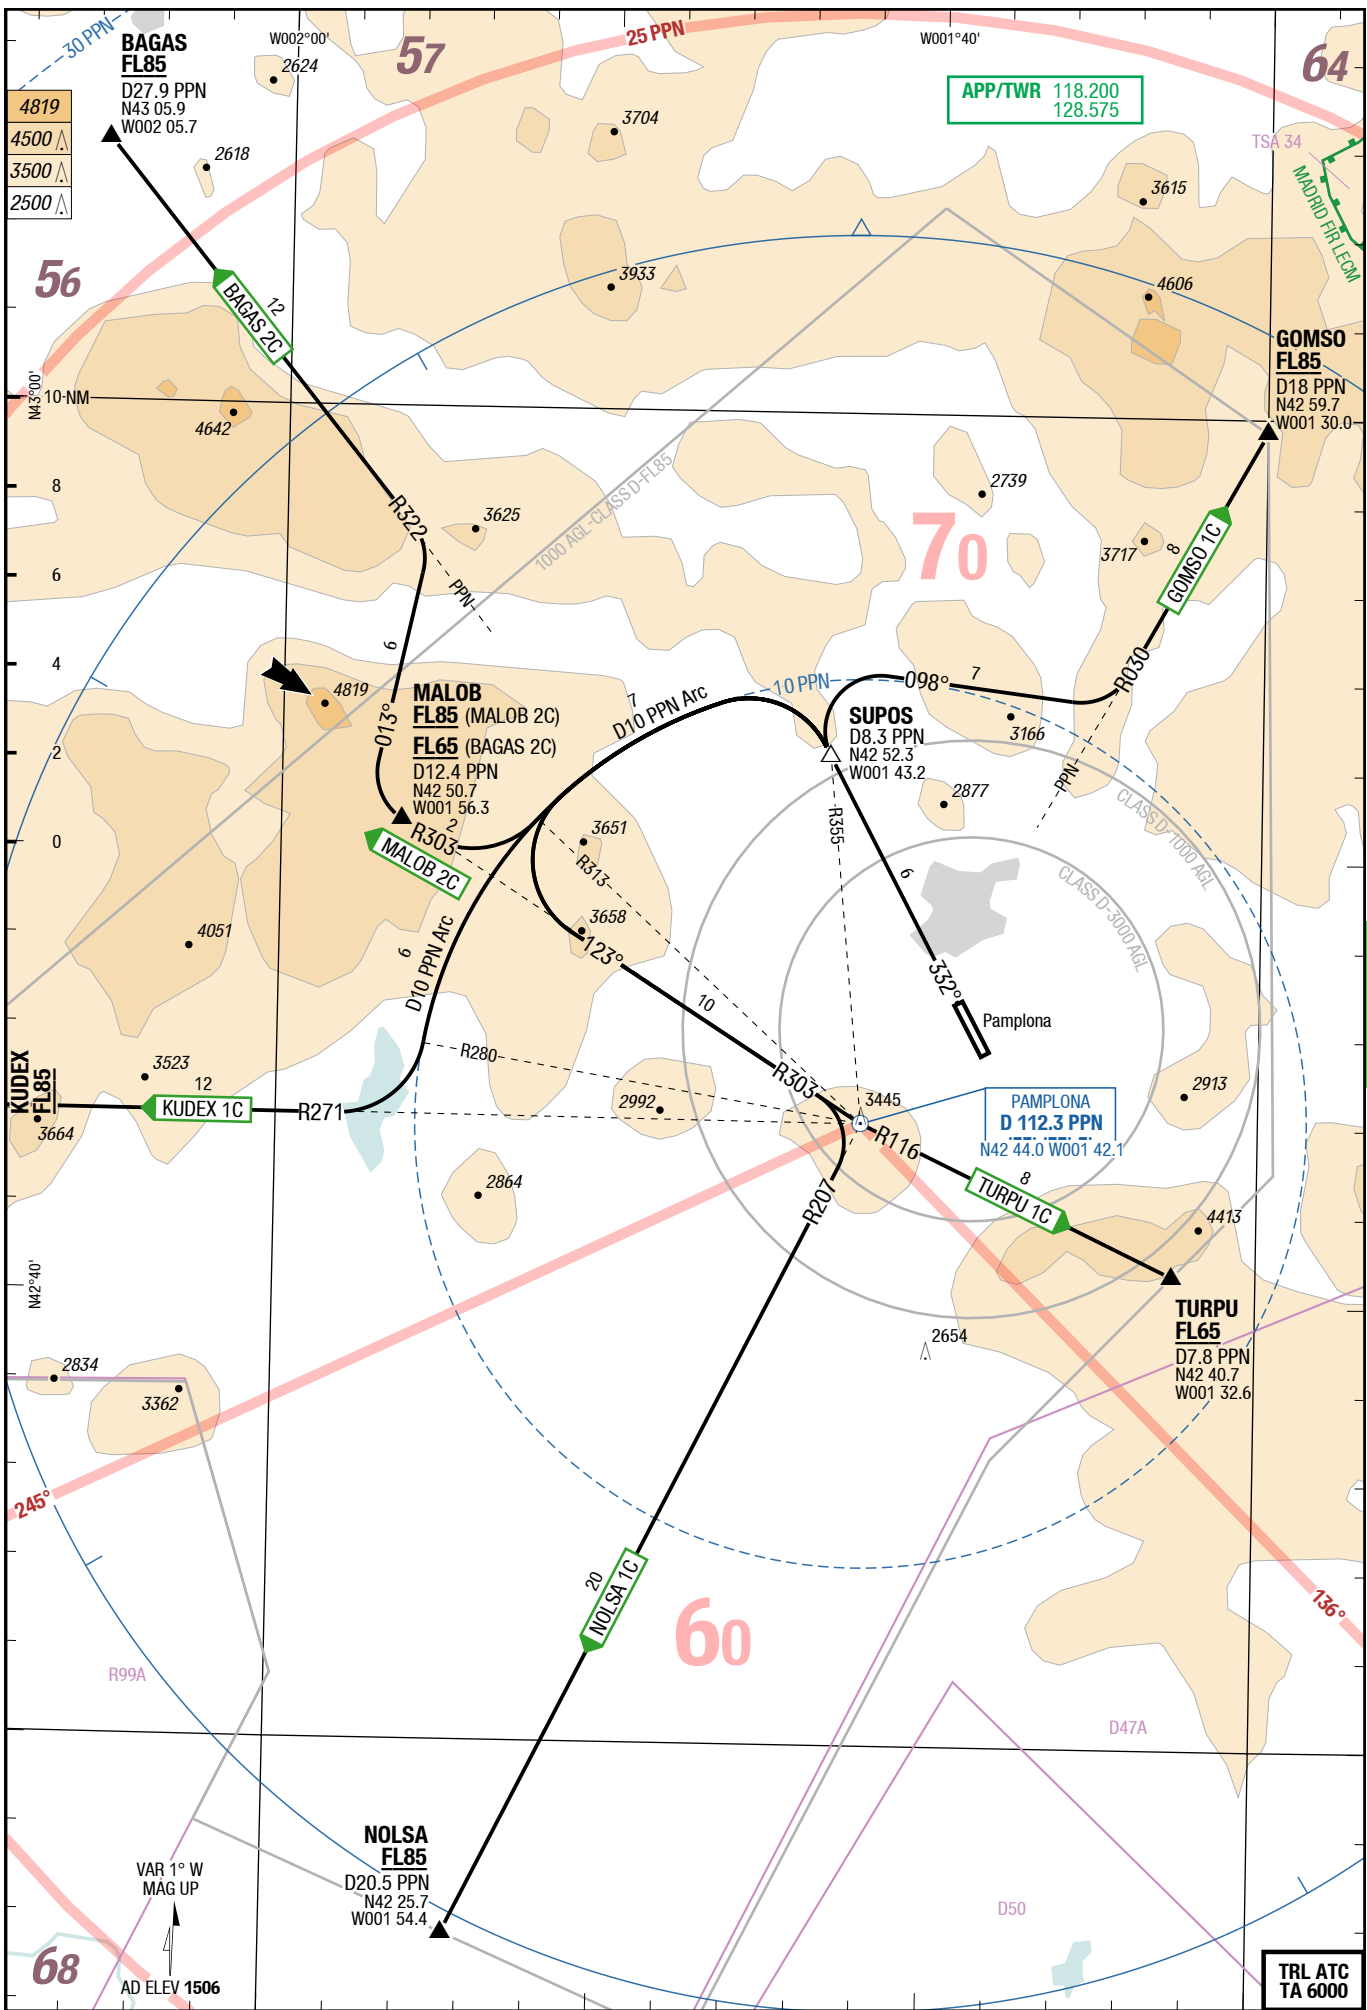 30 PPN
BAGAS
FL85
D27.9 PPN
N43 05.9
W002 05.7
W002°00'
2624
57
25 PPN
W001°40'
64
4819
4500
3500
2500
2618
3704
APP/TWR 118.200
128.575
TSA 34
MADRID FIR LECM
3615
56
12
BAGAS 2C
3933
4606
GOMSO
FL85
D18 PPN
N42 59.7
W001 30.0
N43°00'
10 NM
4642
8
R322
3625
1000 AGL-CLASS D-FL85
2739
70
3717
8
GOMSO 1C
6
PPN
6
4
4819
MALOB
FL85 (MALOB 2C)
FL65 (BAGAS 2C)
D12.4 PPN
N42 50.7
W001 56.3
013°
7
D10 PPN Arc
10 PPN
098°
7
R030
SUPOS
D8.3 PPN
N42 52.3
W001 43.2
3166
2
PPN
2877
CLASS D-1000 AGL
0
R303
2
MALOB 2C
3651
R313
R355
6
CLASS D-3000 AGL
4051
6
D10 PPN Arc
3658
123°
10
332°
Pamplona
KUDEX
FL85
3523
12
KUDEX 1C
R271
R280
3664
2992
R303
3445
PAMPLONA
D 112.3 PPN
N42 44.0 W001 42.1
2913
R116
8
TURPU 1C
2864
R207
4413
N42°40'
TURPU
FL65
D7.8 PPN
N42 40.7
W001 32.6
2654
2834
3362
245°
20
NOLSA 1C
60
136°
R99A
D47A
NOLSA
FL85
D20.5 PPN
N42 25.7
W001 54.4
VAR 1° W
MAG UP
D50
68
AD ELEV 1506
TRL ATC
TA 6000